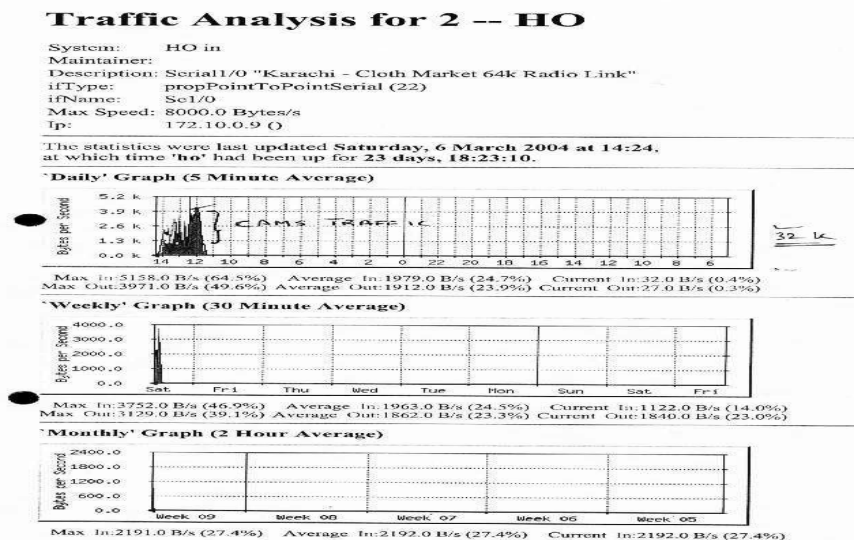 Traffic Analysis for 2 -- HO
System: HO in
Maintainer:
Description: Serial1/0 "Karachi - Cloth Market 64k Radio Link"
ifType: propPointToPointSerial (22)
ifName: Se1/0
Max Speed: 8000.0 Bytes/s
Ip: 172.10.0.9 ()
The statistics were last updated Saturday, 6 March 2004 at 14:24,
at which time 'ho' had been up for 23 days, 18:23:10.
`Daily' Graph (5 Minute Average)
Bytes per Second
5.2 k
3.9 k
2.6 k
1.3 k
0.0 k
CAMS TRAFFIC
32 k
14 12 10 8 6 4 2 0 22 20 18 16 14 12 10 8 6
Max In:5158.0 B/s (64.5%) Average In:1979.0 B/s (24.7%) Current In:32.0 B/s (0.4%)
Max Out:3971.0 B/s (49.6%) Average Out:1912.0 B/s (23.9%) Current Out:27.0 B/s (0.3%)
`Weekly' Graph (30 Minute Average)
Bytes per Second
4000.0
3000.0
2000.0
1000.0
0.0
Sat Fri Thu Wed Tue Mon Sun Sat Fri
Max In:3752.0 B/s (46.9%) Average In:1963.0 B/s (24.5%) Current In:1122.0 B/s (14.0%)
Max Out:3129.0 B/s (39.1%) Average Out:1862.0 B/s (23.3%) Current Out:1840.0 B/s (23.0%)
`Monthly' Graph (2 Hour Average)
Bytes per Second
2400.0
1800.0
1200.0
600.0
0.0
Week 09 Week 08 Week 07 Week 06 Week 05
Max In:2191.0 B/s (27.4%) Average In:2192.0 B/s (27.4%) Current In:2192.0 B/s (27.4%)